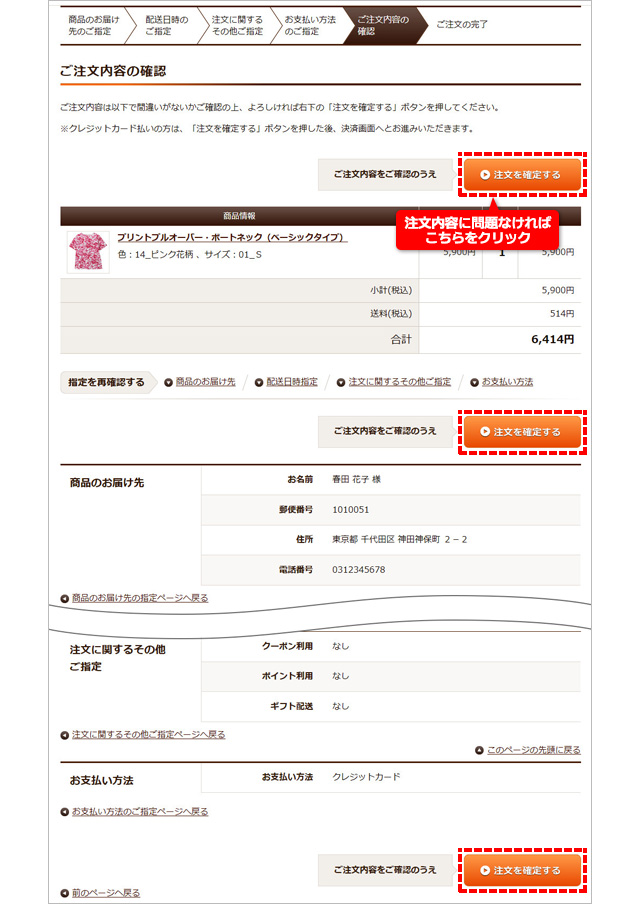 商品のお届け
先のご指定
配送日時の
ご指定
注文に関する
その他ご指定
お支払い方法
のご指定
ご注文内容の
確認
ご注文の完了
ご注文内容の確認
ご注文内容は以下で間違いがないかご確認の上、よろしければ右下の「注文を確定する」ボタンを押してください。
※クレジットカード払いの方は、「注文を確定する」ボタンを押した後、決済画面へとお進みいただきます。
ご注文内容をご確認のうえ
注文を確定する
注文内容に問題なければ
こちらをクリック
商品情報
プリントプルオーバー・ボートネック（ベーシックタイプ）
色：14_ピンク花柄 、サイズ：01_S
5,900円
1
5,900円
小計(税込)
5,900円
送料(税込)
514円
合計
6,414円
指定を再確認する
商品のお届け先
配送日時指定
注文に関するその他ご指定
お支払い方法
ご注文内容をご確認のうえ
注文を確定する
商品のお届け先
お名前
春田 花子 様
郵便番号
1010051
住所
東京都 千代田区 神田神保町 ２－２
電話番号
0312345678
商品のお届け先の指定ページへ戻る
注文に関するその他
ご指定
クーポン利用
なし
ポイント利用
なし
ギフト配送
なし
注文に関するその他ご指定ページへ戻る
このページの先頭に戻る
お支払い方法
お支払い方法
クレジットカード
お支払い方法のご指定ページへ戻る
ご注文内容をご確認のうえ
注文を確定する
前のページへ戻る